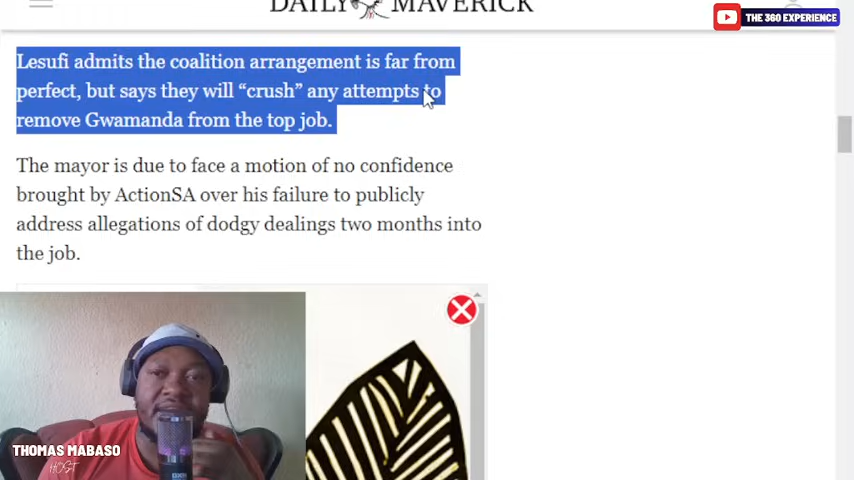 DAILY MAVERICK
THE 360 EXPERIENCE
Lesufi admits the coalition arrangement is far from
perfect, but says they will “crush” any attempts to
remove Gwamanda from the top job.
The mayor is due to face a motion of no confidence
brought by ActionSA over his failure to publicly
address allegations of dodgy dealings two months into
the job.
THOMAS MABASO
HOST